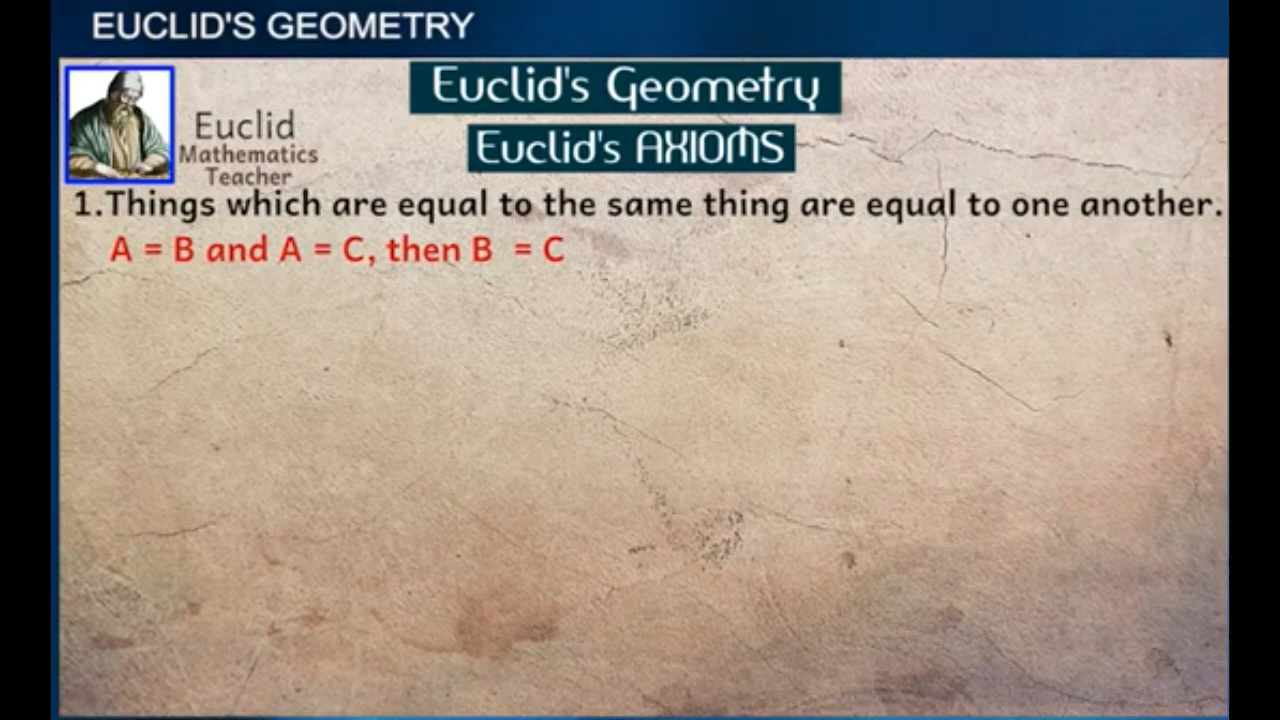 EUCLID'S GEOMETRY
Euclid's Geometry
Euclid's AXIOMS
Euclid
Mathematics
Teacher
1.Things which are equal to the same thing are equal to one another.
A = B and A = C, then B = C